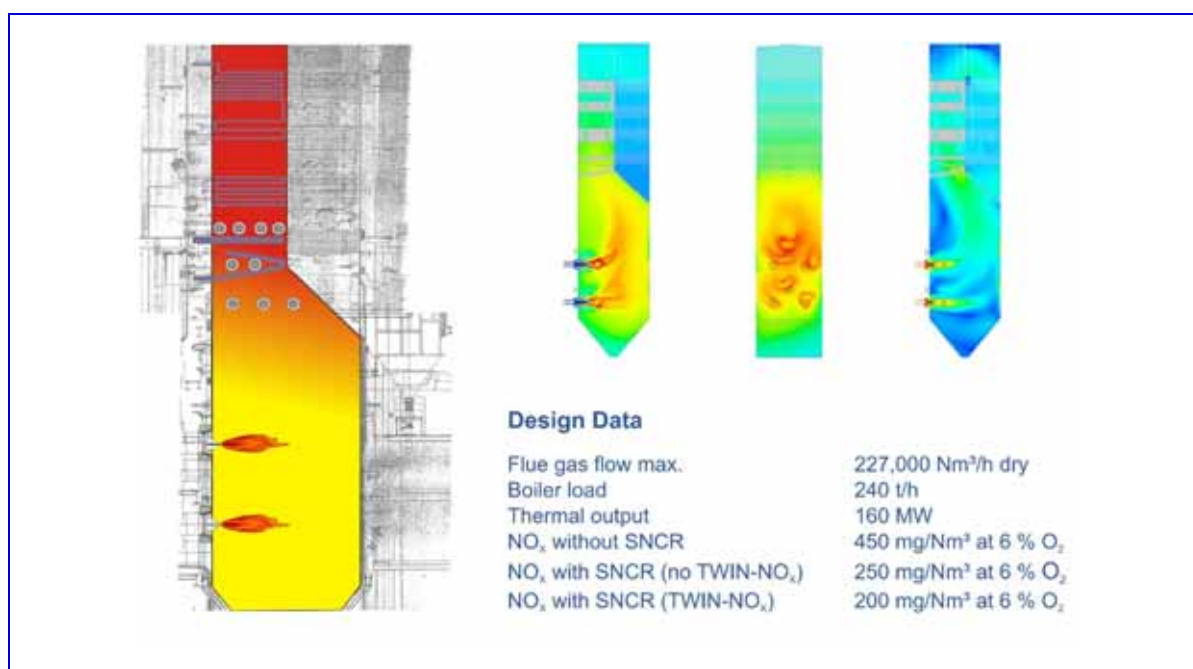 Design Data
Flue gas flow max. 227,000 Nm³/h dry
Boiler load 240 t/h
Thermal output 160 MW
NOₓ without SNCR 450 mg/Nm³ at 6 % O₂
NOₓ with SNCR (no TWIN-NOₓ) 250 mg/Nm³ at 6 % O₂
NOₓ with SNCR (TWIN-NOₓ) 200 mg/Nm³ at 6 % O₂